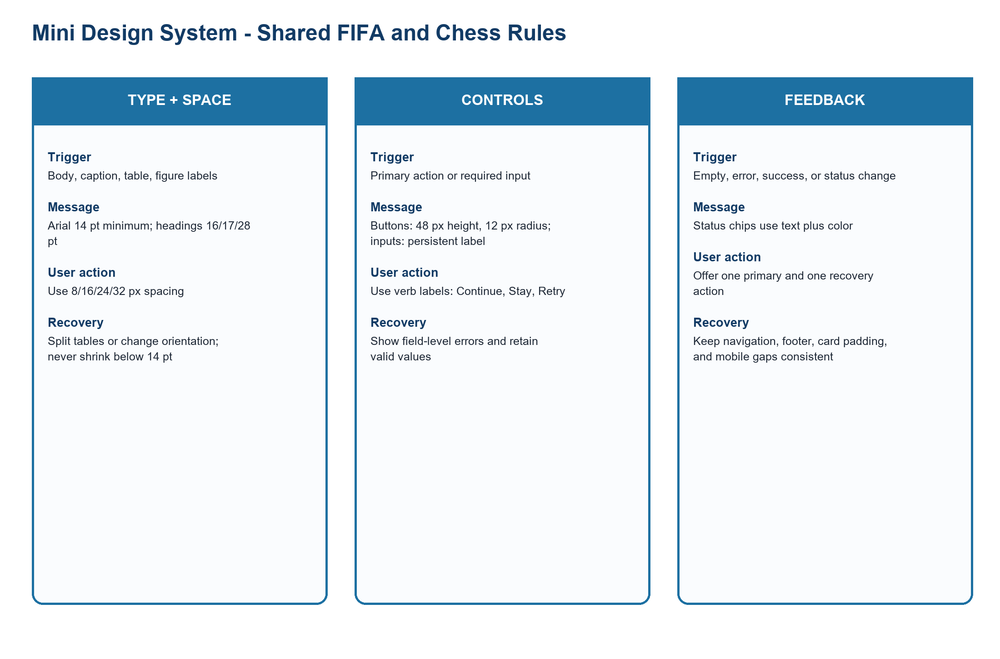 Mini Design System - Shared FIFA and Chess Rules
TYPE + SPACE
Trigger
Body, caption, table, figure labels
Message
Arial 14 pt minimum; headings 16/17/28
pt
User action
Use 8/16/24/32 px spacing
Recovery
Split tables or change orientation;
never shrink below 14 pt
CONTROLS
Trigger
Primary action or required input
Message
Buttons: 48 px height, 12 px radius;
inputs: persistent label
User action
Use verb labels: Continue, Stay, Retry
Recovery
Show field-level errors and retain
valid values
FEEDBACK
Trigger
Empty, error, success, or status change
Message
Status chips use text plus color
User action
Offer one primary and one recovery
action
Recovery
Keep navigation, footer, card padding,
and mobile gaps consistent